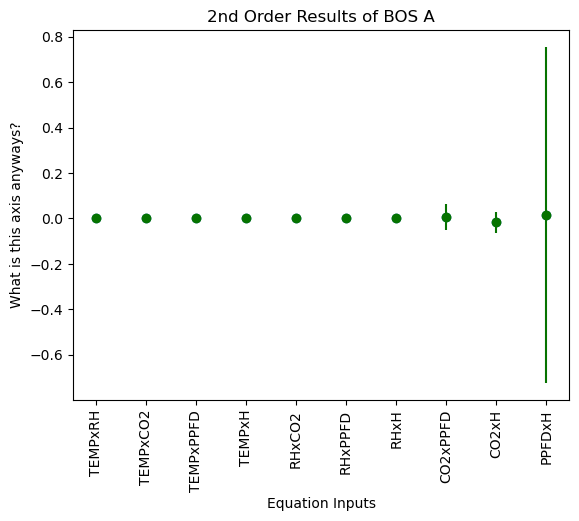 2nd Order Results of BOS A
What is this axis anyways?
0.8
0.6
0.4
0.2
0.0
−0.2
−0.4
−0.6
TEMPxRH
TEMPxCO2
TEMPxPPFD
TEMPxH
RHxCO2
RHxPPFD
RHxH
CO2xPPFD
CO2xH
PPFDxH
Equation Inputs